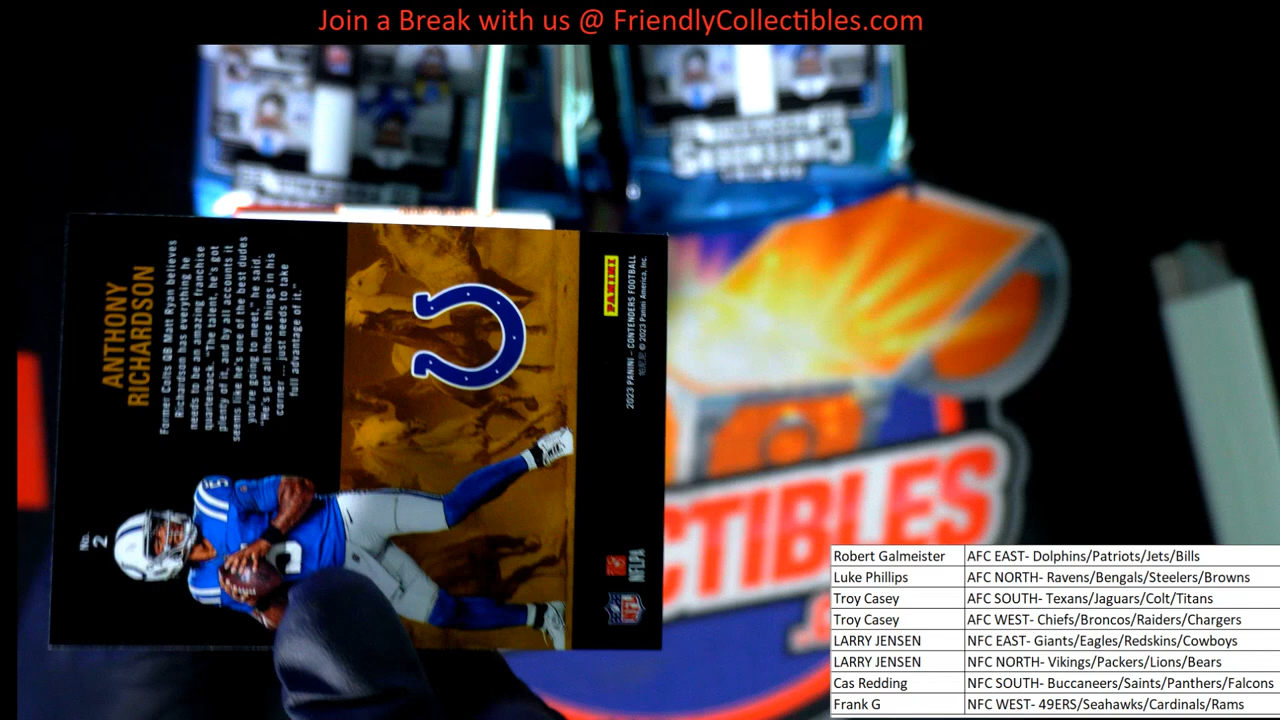 Join a Break with us @ FriendlyCollectibles.com
CONTENDERS
ANTHONY
RICHARDSON
Former Colts QB Matt Ryan believes
Richardson has everything he
needs to be an amazing franchise
quarterback. "The talent, he's got
plenty of it, and by all accounts it
seems like he's one of the best dudes
you're going to meet," he said.
"He's got all those things in his
corner ... just needs to take
full advantage of it."
No.
2
PANINI
2023 PANINI - CONTENDERS FOOTBALL
© 2023 Panini America, Inc.
NFL
NFLPA
5
CTIBLES
Robert Galmeister AFC EAST- Dolphins/Patriots/Jets/Bills
Luke Phillips AFC NORTH- Ravens/Bengals/Steelers/Browns
Troy Casey AFC SOUTH- Texans/Jaguars/Colt/Titans
Troy Casey AFC WEST- Chiefs/Broncos/Raiders/Chargers
LARRY JENSEN NFC EAST- Giants/Eagles/Redskins/Cowboys
LARRY JENSEN NFC NORTH- Vikings/Packers/Lions/Bears
Cas Redding NFC SOUTH- Buccaneers/Saints/Panthers/Falcons
Frank G NFC WEST- 49ERS/Seahawks/Cardinals/Rams